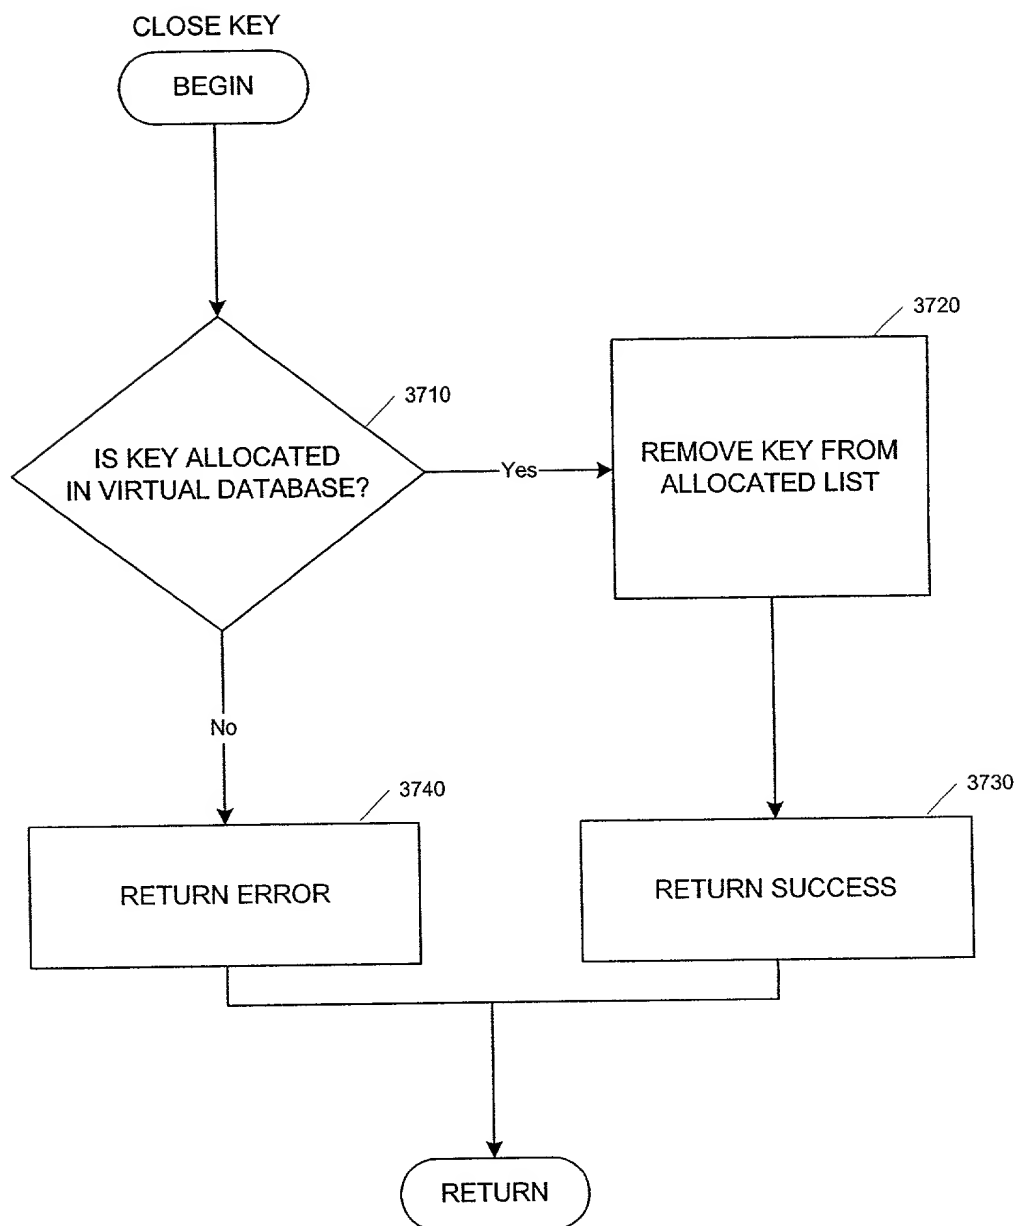 CLOSE KEY
BEGIN
3710
IS KEY ALLOCATED
IN VIRTUAL DATABASE?
Yes
3720
REMOVE KEY FROM
ALLOCATED LIST
No
3740
RETURN ERROR
3730
RETURN SUCCESS
RETURN